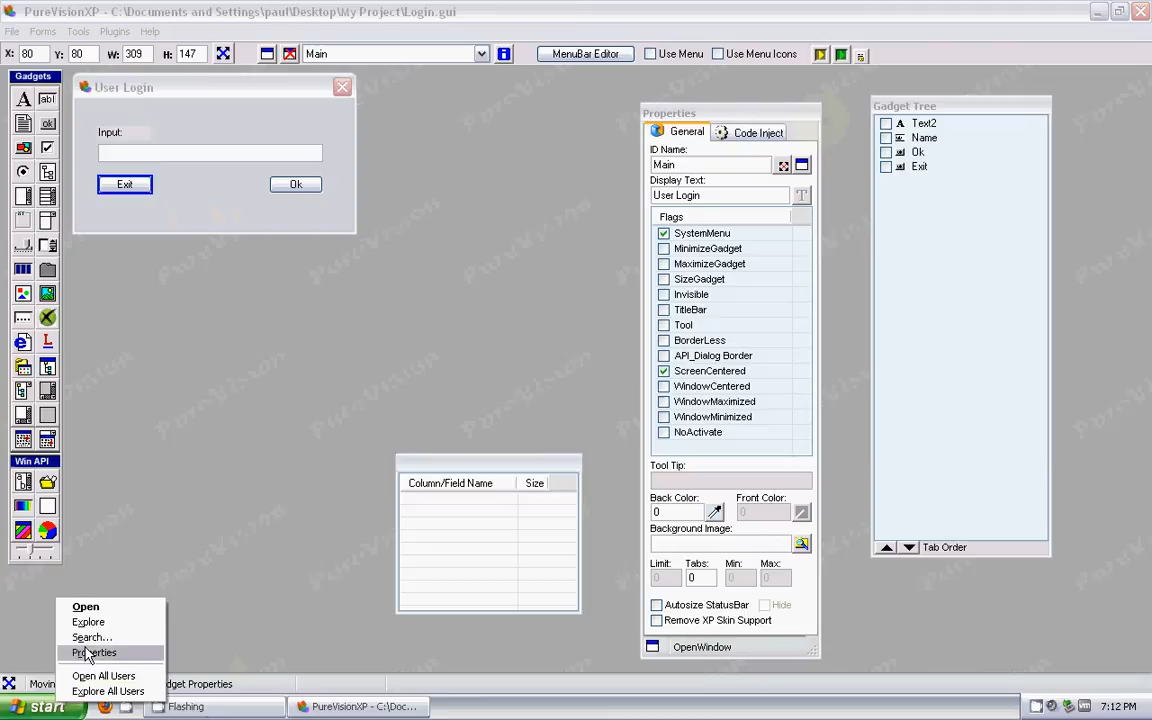 PureVisionXP - C:\Documents and Settings\paul\Desktop\My Project\Login.gui
File Forms Tools Plugins Help
X: 80 Y: 80 W: 309 H: 147 Main MenuBar Editor Use Menu Use Menu Icons
Gadgets
User Login
Input:
Exit Ok
Win API
Column/Field Name Size
Properties
General Code Inject
ID Name:
Main
Display Text:
User Login
Flags
SystemMenu
MinimizeGadget
MaximizeGadget
SizeGadget
Invisible
TitleBar
Tool
BorderLess
API_Dialog Border
ScreenCentered
WindowCentered
WindowMaximized
WindowMinimized
NoActivate
Tool Tip:
Back Color: Front Color:
0 0
Background Image:
Limit: Tabs: Min: Max:
0 0 0 0
Autosize StatusBar Hide
Remove XP Skin Support
OpenWindow
Gadget Tree
Text2
Name
Ok
Exit
Tab Order
Open
Explore
Search...
Properties
Open All Users
Explore All Users
start Flashing PureVisionXP - C:\Doc... 7:12 PM